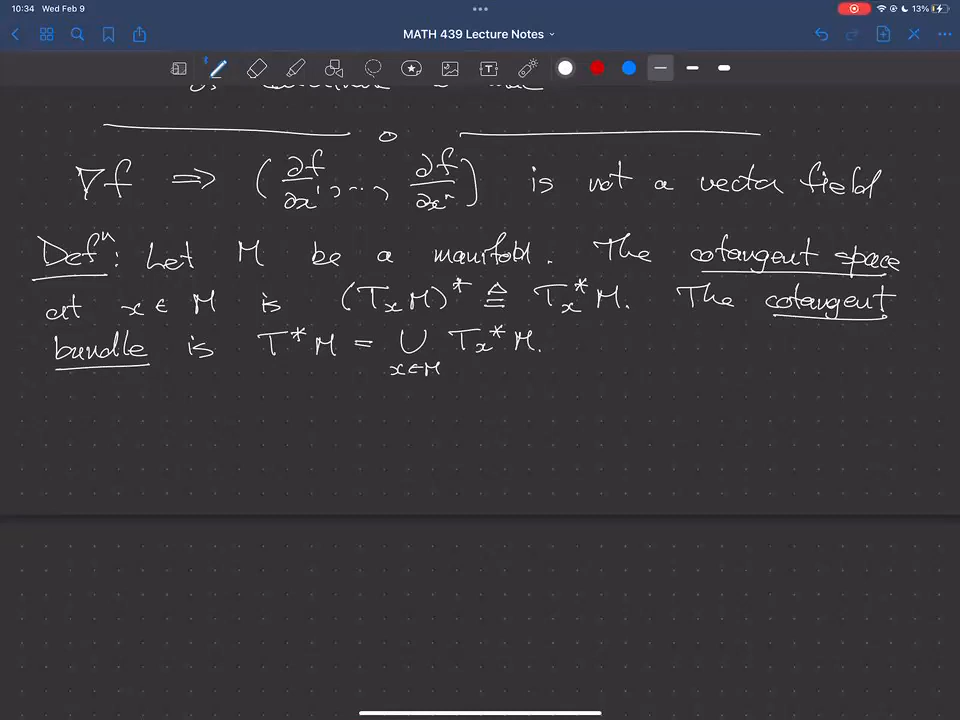 10:34 Wed Feb 9
13%
MATH 439 Lecture Notes
∇f ⟹ (∂f/∂x¹, ..., ∂f/∂xⁿ) is not a vector field
Defⁿ: Let M be a manifold. The cotangent space
at x ∈ M is (TₓM)* ≙ Tₓ*M. The cotangent
bundle is T*M = ∪_{x∈M} Tₓ*M.